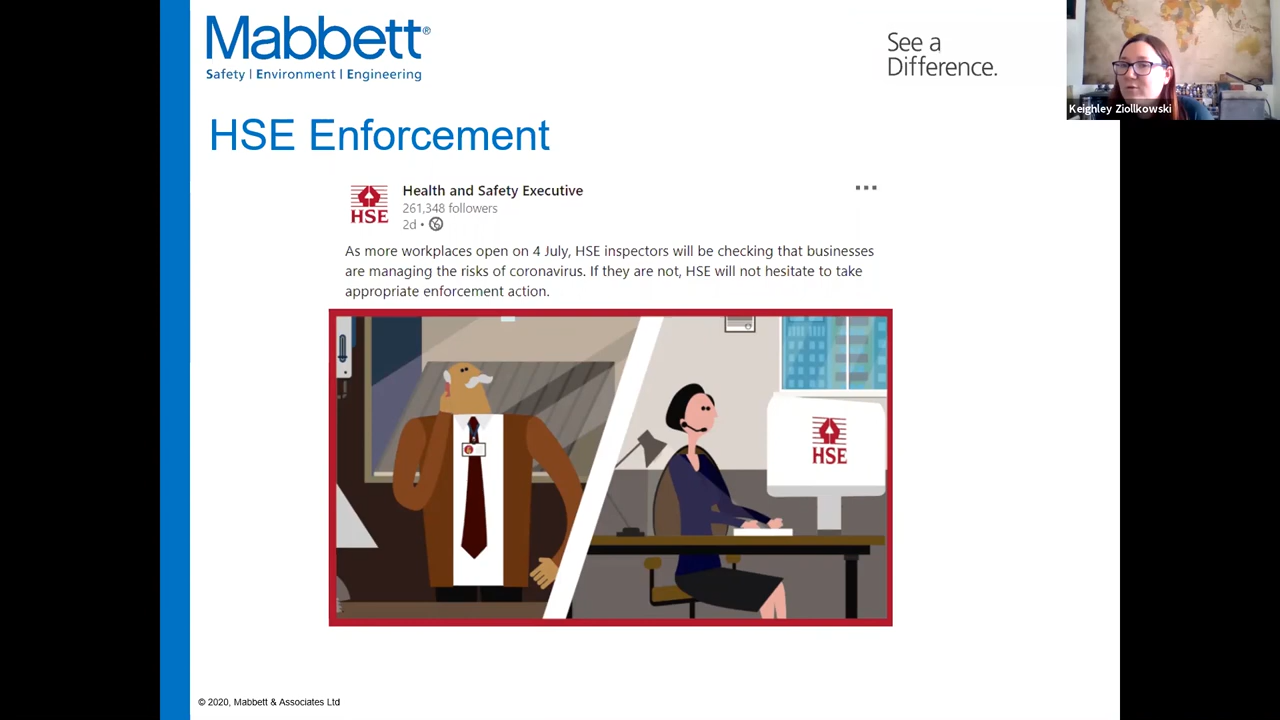 Mabbett®
Safety | Environment | Engineering
See a
Difference.
Keighley Ziollkowski
HSE Enforcement
HSE
Health and Safety Executive
261,348 followers
2d •
As more workplaces open on 4 July, HSE inspectors will be checking that businesses
are managing the risks of coronavirus. If they are not, HSE will not hesitate to take
appropriate enforcement action.
HSE
© 2020, Mabbett & Associates Ltd